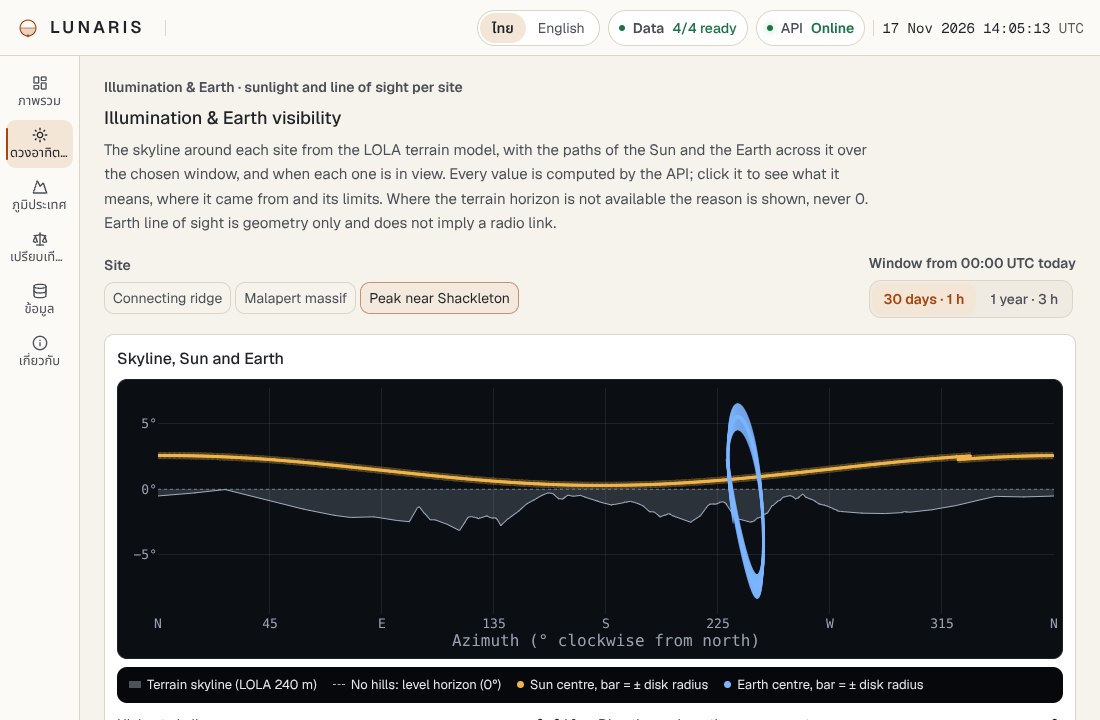 LUNARIS
ไทย English
Data 4/4 ready
API Online
17 Nov 2026 14:05:13 UTC
ภาพรวม
ดวงอาทิต...
ภูมิประเทศ
เปรียบเที...
ข้อมูล
เกี่ยวกับ
Illumination & Earth · sunlight and line of sight per site
Illumination & Earth visibility
The skyline around each site from the LOLA terrain model, with the paths of the Sun and the Earth across it over
the chosen window, and when each one is in view. Every value is computed by the API; click it to see what it
means, where it came from and its limits. Where the terrain horizon is not available the reason is shown, never 0.
Earth line of sight is geometry only and does not imply a radio link.
Site
Connecting ridge Malapert massif Peak near Shackleton
Window from 00:00 UTC today
30 days · 1 h 1 year · 3 h
Skyline, Sun and Earth
5°
0°
−5°
N 45 E 135 S 225 W 315 N
Azimuth (° clockwise from north)
Terrain skyline (LOLA 240 m) No hills: level horizon (0°) Sun centre, bar = ± disk radius Earth centre, bar = ± disk radius